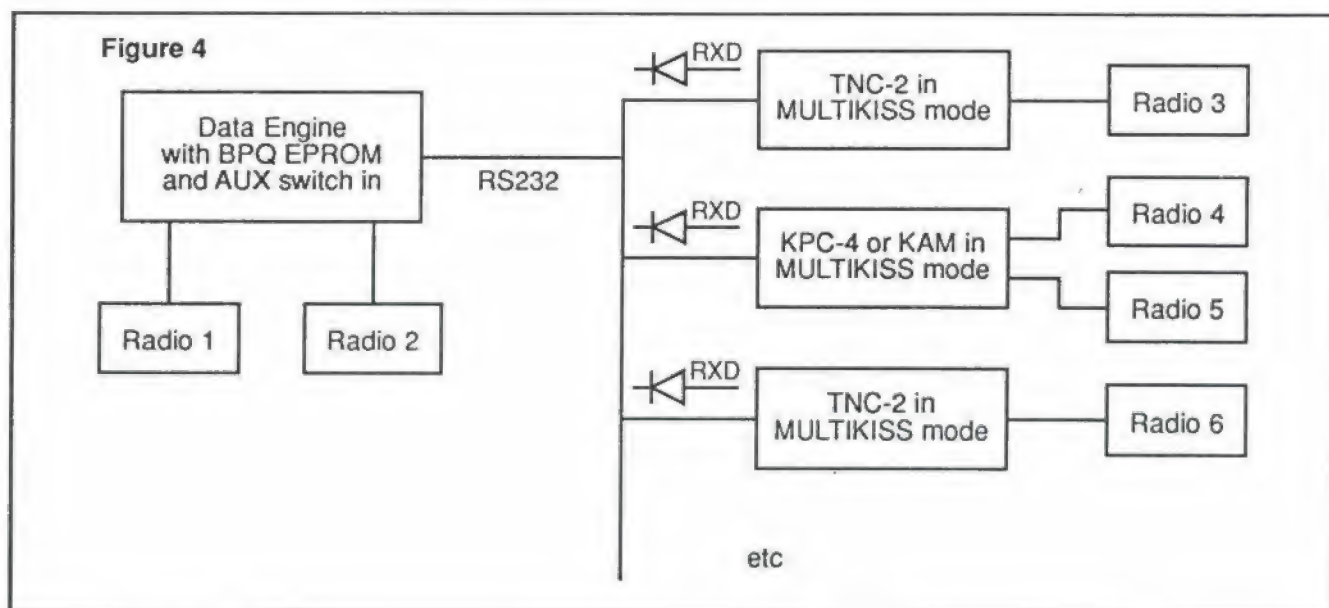 Figure 4
Data Engine
with BPQ EPROM
and AUX switch in
RS232
Radio 1
Radio 2
RXD
TNC-2 in
MULTIKISS mode
Radio 3
RXD
KPC-4 or KAM in
MULTIKISS mode
Radio 4
Radio 5
RXD
TNC-2 in
MULTIKISS mode
Radio 6
etc